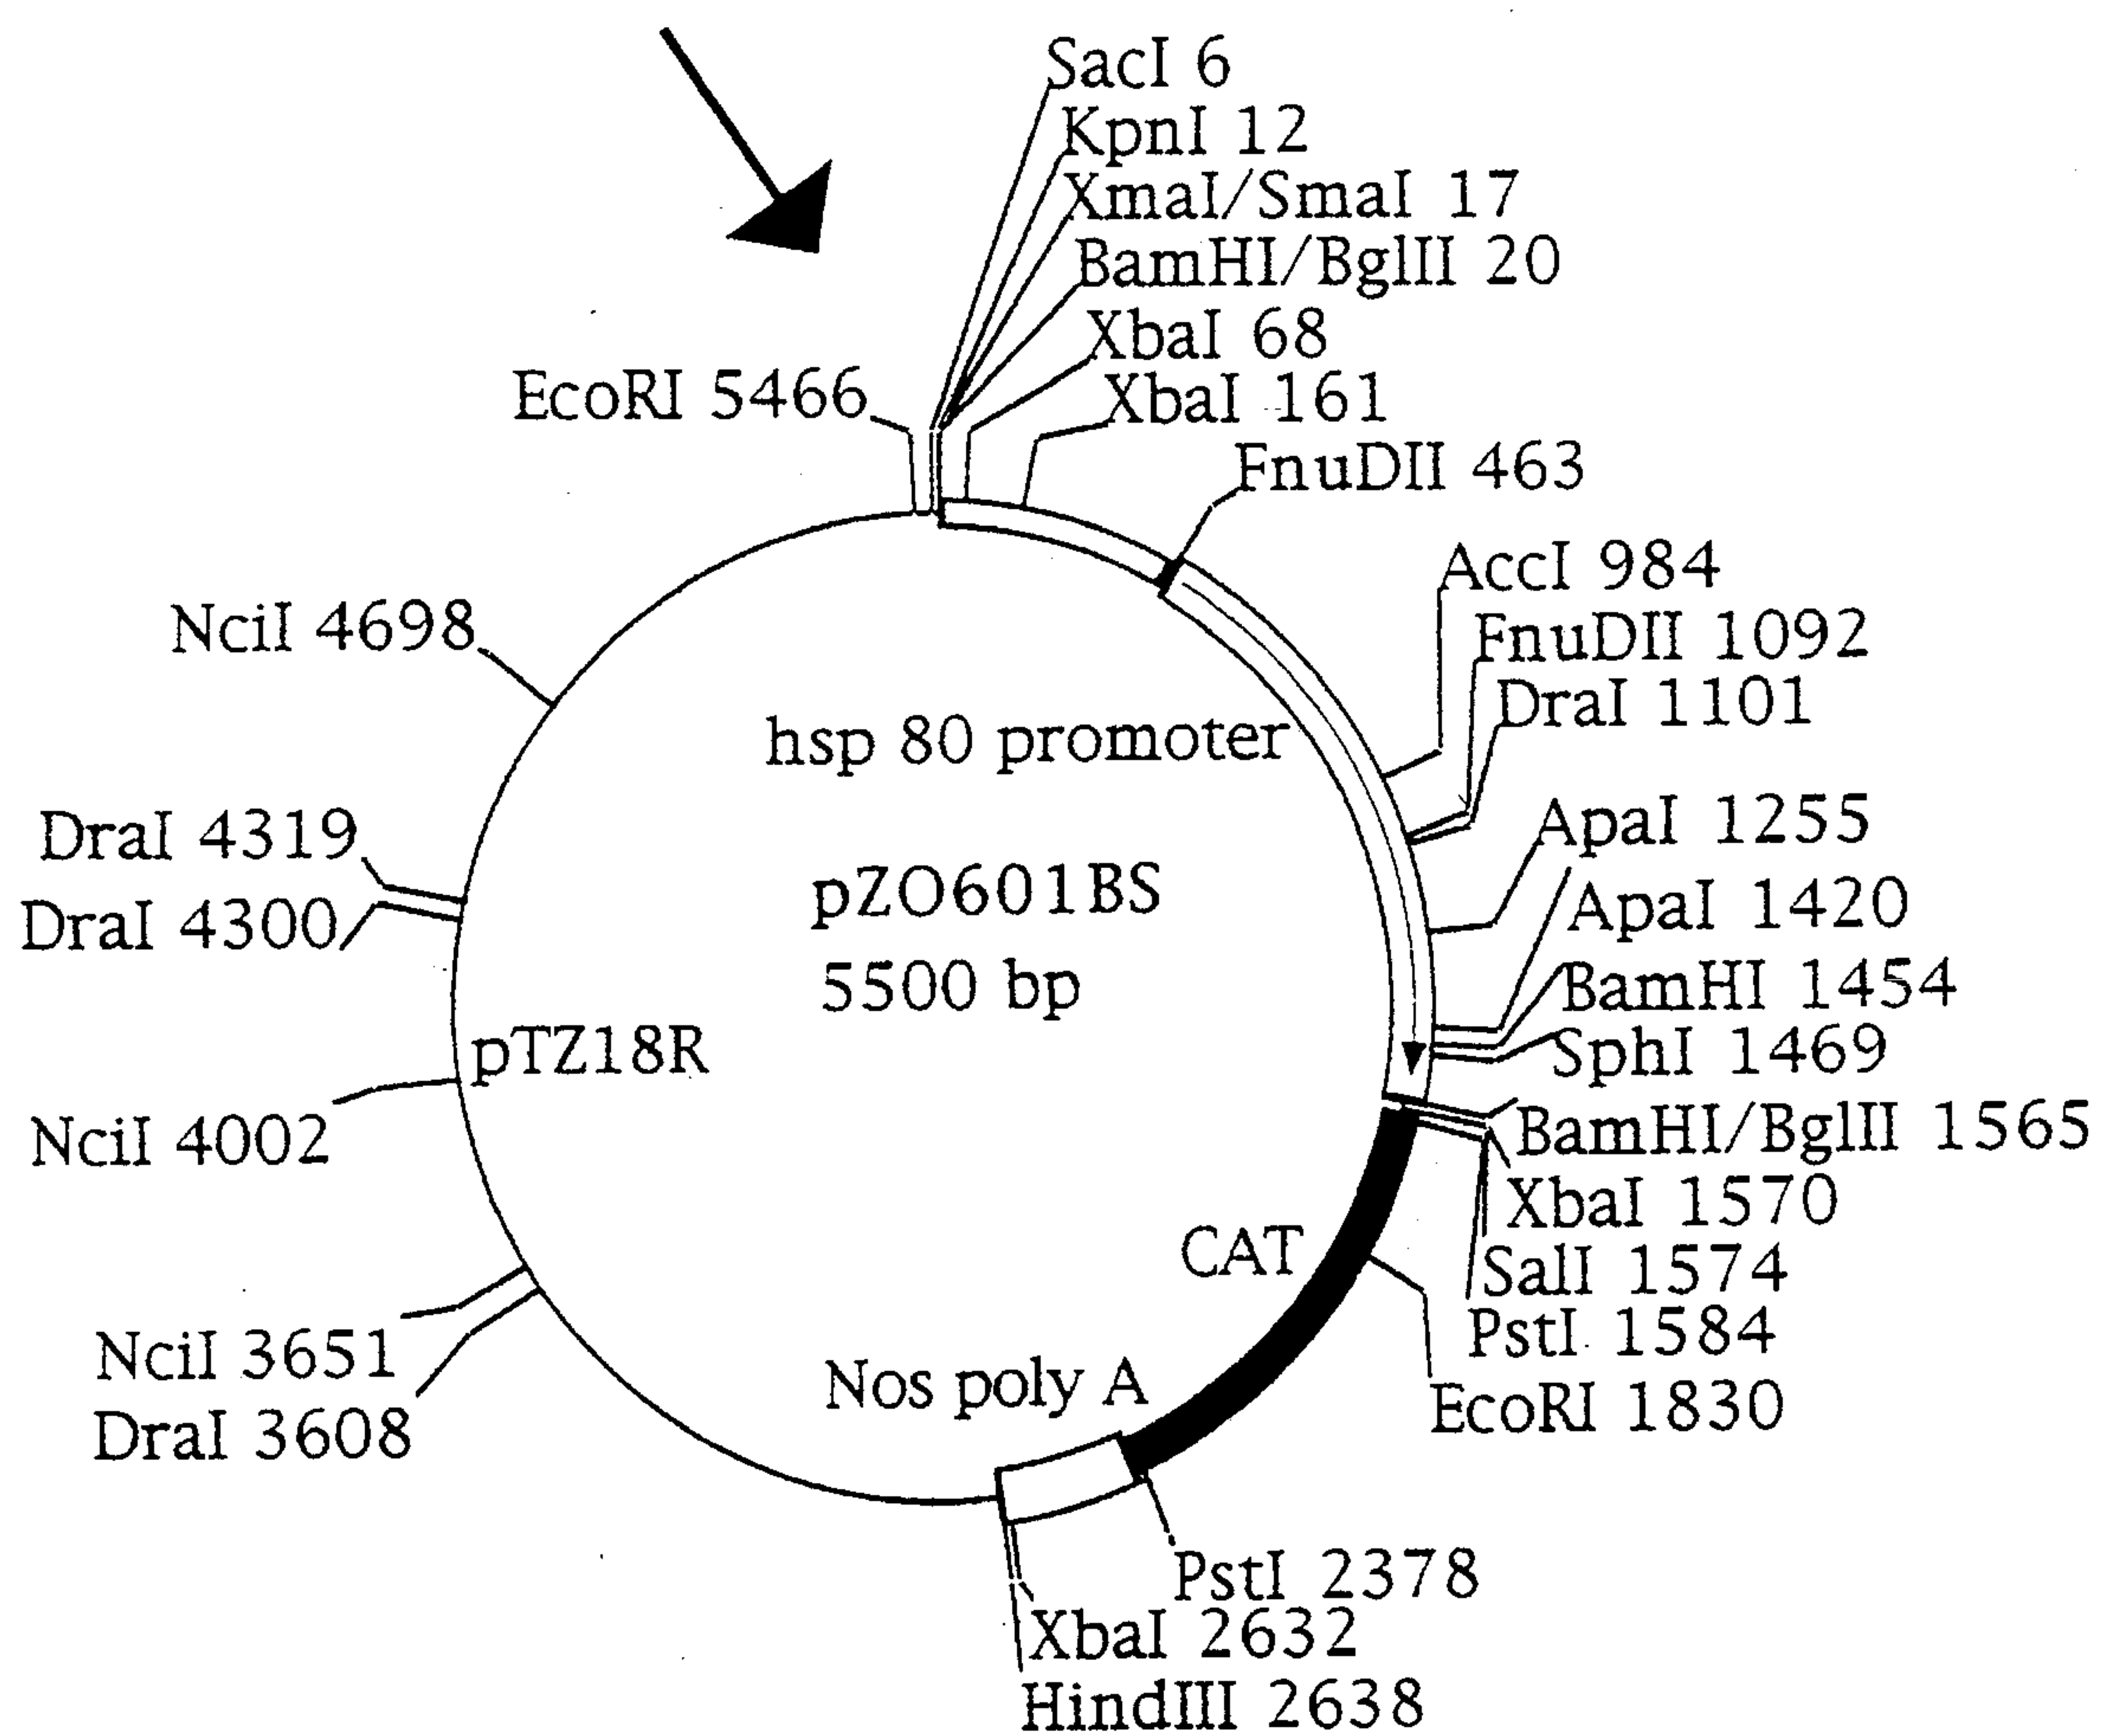 SacI 6
KpnI 12
XmaI/SmaI 17
BamHI/BglII 20
XbaI 68
XbaI 161
EcoRI 5466
FnuDII 463
AccI 984
FnuDII 1092
DraI 1101
NciI 4698
hsp 80 promoter
ApaI 1255
DraI 4319
pZO601BS
ApaI 1420
DraI 4300
5500 bp
BamHI 1454
SphI 1469
pTZ18R
NciI 4002
BamHI/BglII 1565
XbaI 1570
CAT
SalI 1574
PstI 1584
NciI 3651
Nos poly A
EcoRI 1830
DraI 3608
PstI 2378
XbaI 2632
HindIII 2638